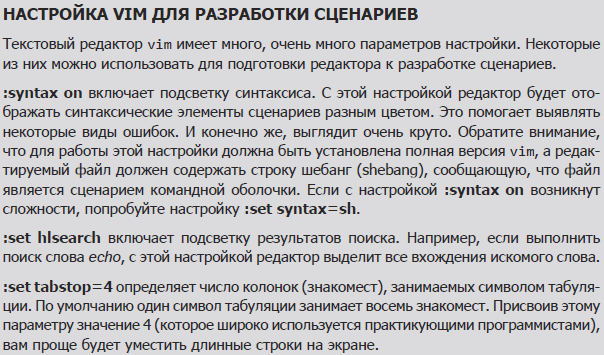 НАСТРОЙКА VIM ДЛЯ РАЗРАБОТКИ СЦЕНАРИЕВ
Текстовый редактор vim имеет много, очень много параметров настройки. Некоторые
из них можно использовать для подготовки редактора к разработке сценариев.
:syntax on включает подсветку синтаксиса. С этой настройкой редактор будет ото-
бражать синтаксические элементы сценариев разным цветом. Это помогает выявлять
некоторые виды ошибок. И конечно же, выглядит очень круто. Обратите внимание,
что для работы этой настройки должна быть установлена полная версия vim, а редак-
тируемый файл должен содержать строку шебанг (shebang), сообщающую, что файл
является сценарием командной оболочки. Если с настройкой :syntax on возникнут
сложности, попробуйте настройку :set syntax=sh.
:set hlsearch включает подсветку результатов поиска. Например, если выполнить
поиск слова echo, с этой настройкой редактор выделит все вхождения искомого слова.
:set tabstop=4 определяет число колонок (знакомест), занимаемых символом табуля-
ции. По умолчанию один символ табуляции занимает восемь знакомест. Присвоив этому
параметру значение 4 (которое широко используется практикующими программистами),
вам проще будет уместить длинные строки на экране.